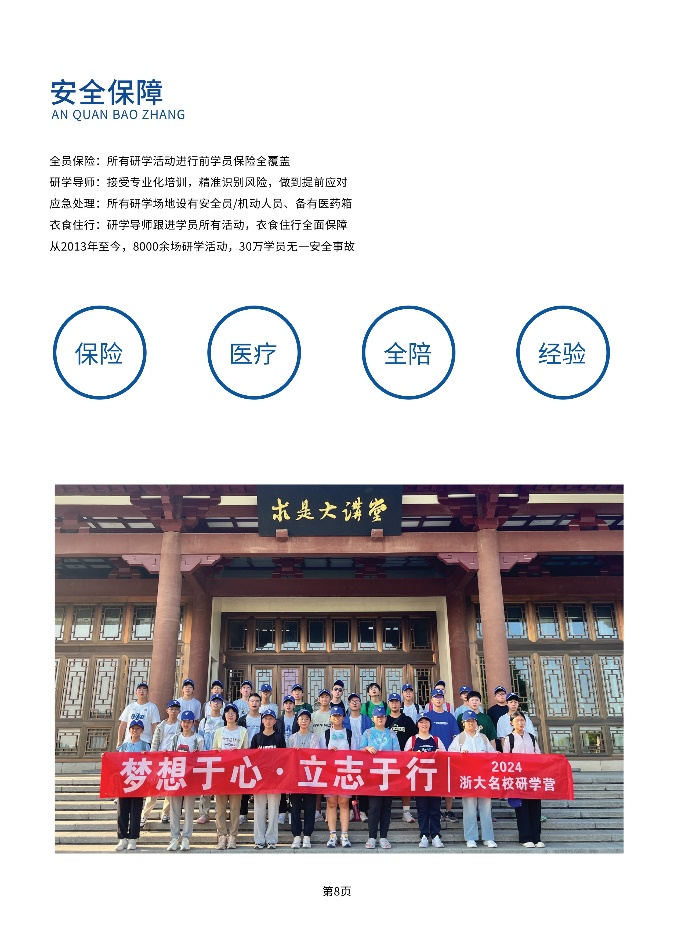 安全保障
AN QUAN BAO ZHANG
全员保险：所有研学活动进行前学员保险全覆盖
研学导师：接受专业化培训，精准识别风险，做到提前应对
应急处理：所有研学场地设有安全员/机动人员、备有医药箱
衣食住行：研学导师跟进学员所有活动，衣食住行全面保障
从2013年至今，8000余场研学活动，30万学员无一安全事故
保险
医疗
全陪
经验
求是大讲堂
梦想于心·立志于行
2024
浙大名校研学营
第8页